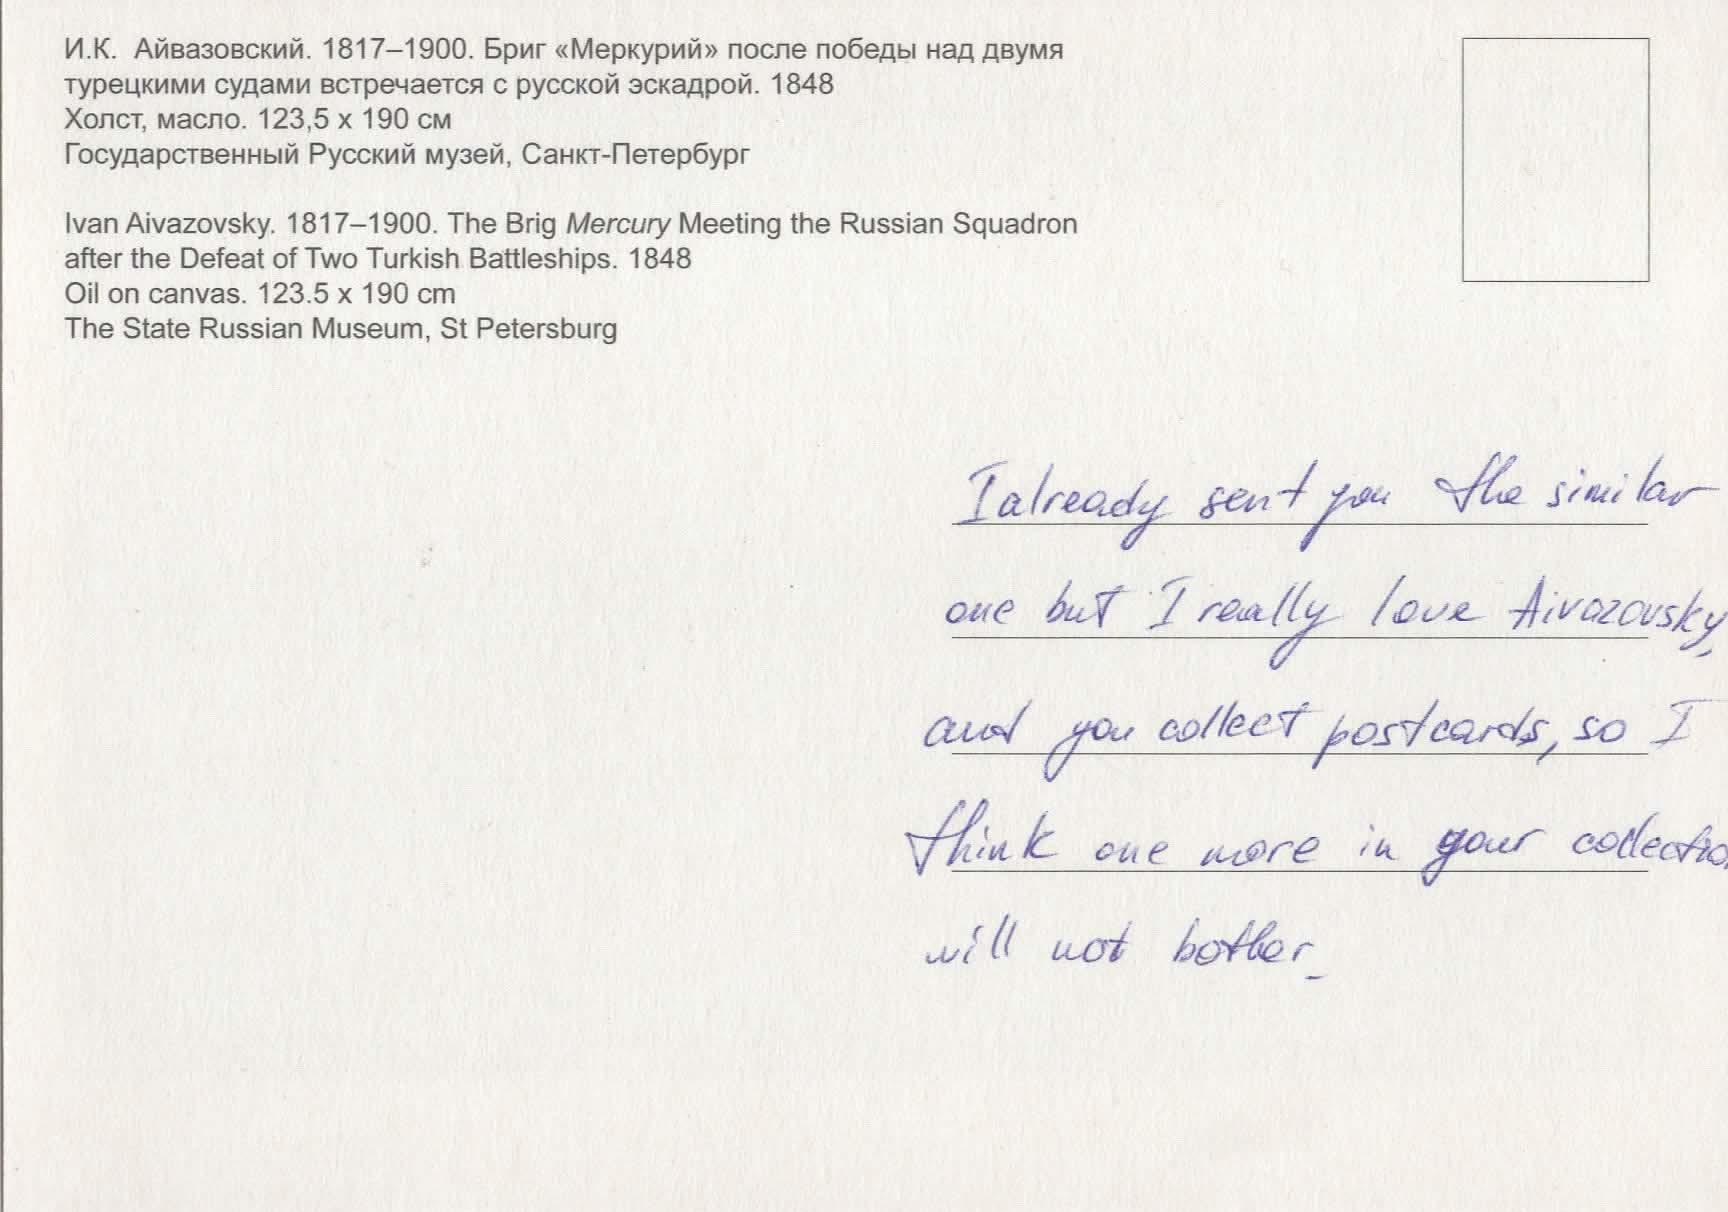 И.К. Айвазовский. 1817–1900. Бриг «Меркурий» после победы над двумя
турецкими судами встречается с русской эскадрой. 1848
Холст, масло. 123,5 х 190 см
Государственный Русский музей, Санкт-Петербург
Ivan Aivazovsky. 1817–1900. The Brig Mercury Meeting the Russian Squadron
after the Defeat of Two Turkish Battleships. 1848
Oil on canvas. 123.5 x 190 cm
The State Russian Museum, St Petersburg
I already sent you the similar
one but I really love Aivazovsky,
and you collect postcards, so I
think one more in your collection
will not bother.